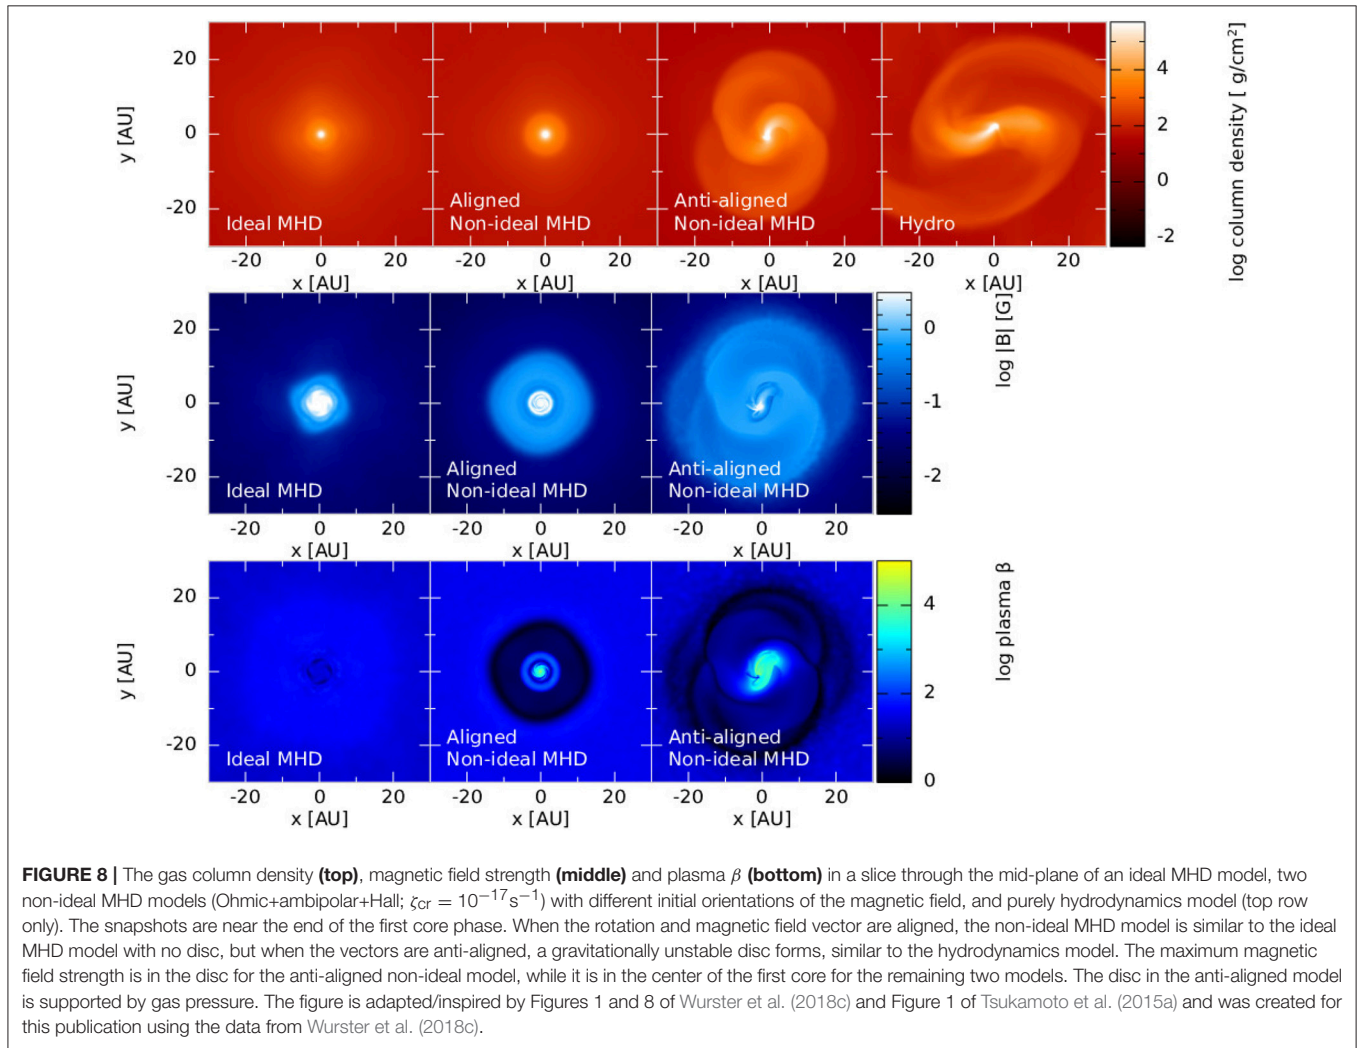 20
0
-20
y [AU]
Ideal MHD
Aligned
Non-ideal MHD
Anti-aligned
Non-ideal MHD
Hydro
4
2
0
-2
log column density [ g/cm²]
-20 0 20
-20 0 20
-20 0 20
-20 0 20
x [AU]
x [AU]
x [AU]
x [AU]
20
0
-20
y [AU]
Ideal MHD
Aligned
Non-ideal MHD
Anti-aligned
Non-ideal MHD
0
-1
-2
log |B| [G]
-20 0 20
-20 0 20
-20 0 20
x [AU]
x [AU]
x [AU]
20
0
-20
y [AU]
Ideal MHD
Aligned
Non-ideal MHD
Anti-aligned
Non-ideal MHD
4
2
0
log plasma β
-20 0 20
-20 0 20
-20 0 20
x [AU]
x [AU]
x [AU]
FIGURE 8 | The gas column density (top), magnetic field strength (middle) and plasma β (bottom) in a slice through the mid-plane of an ideal MHD model, two
non-ideal MHD models (Ohmic+ambipolar+Hall; ζcr = 10⁻¹⁷s⁻¹) with different initial orientations of the magnetic field, and purely hydrodynamics model (top row
only). The snapshots are near the end of the first core phase. When the rotation and magnetic field vector are aligned, the non-ideal MHD model is similar to the ideal
MHD model with no disc, but when the vectors are anti-aligned, a gravitationally unstable disc forms, similar to the hydrodynamics model. The maximum magnetic
field strength is in the disc for the anti-aligned non-ideal model, while it is in the center of the first core for the remaining two models. The disc in the anti-aligned model
is supported by gas pressure. The figure is adapted/inspired by Figures 1 and 8 of Wurster et al. (2018c) and Figure 1 of Tsukamoto et al. (2015a) and was created for
this publication using the data from Wurster et al. (2018c).